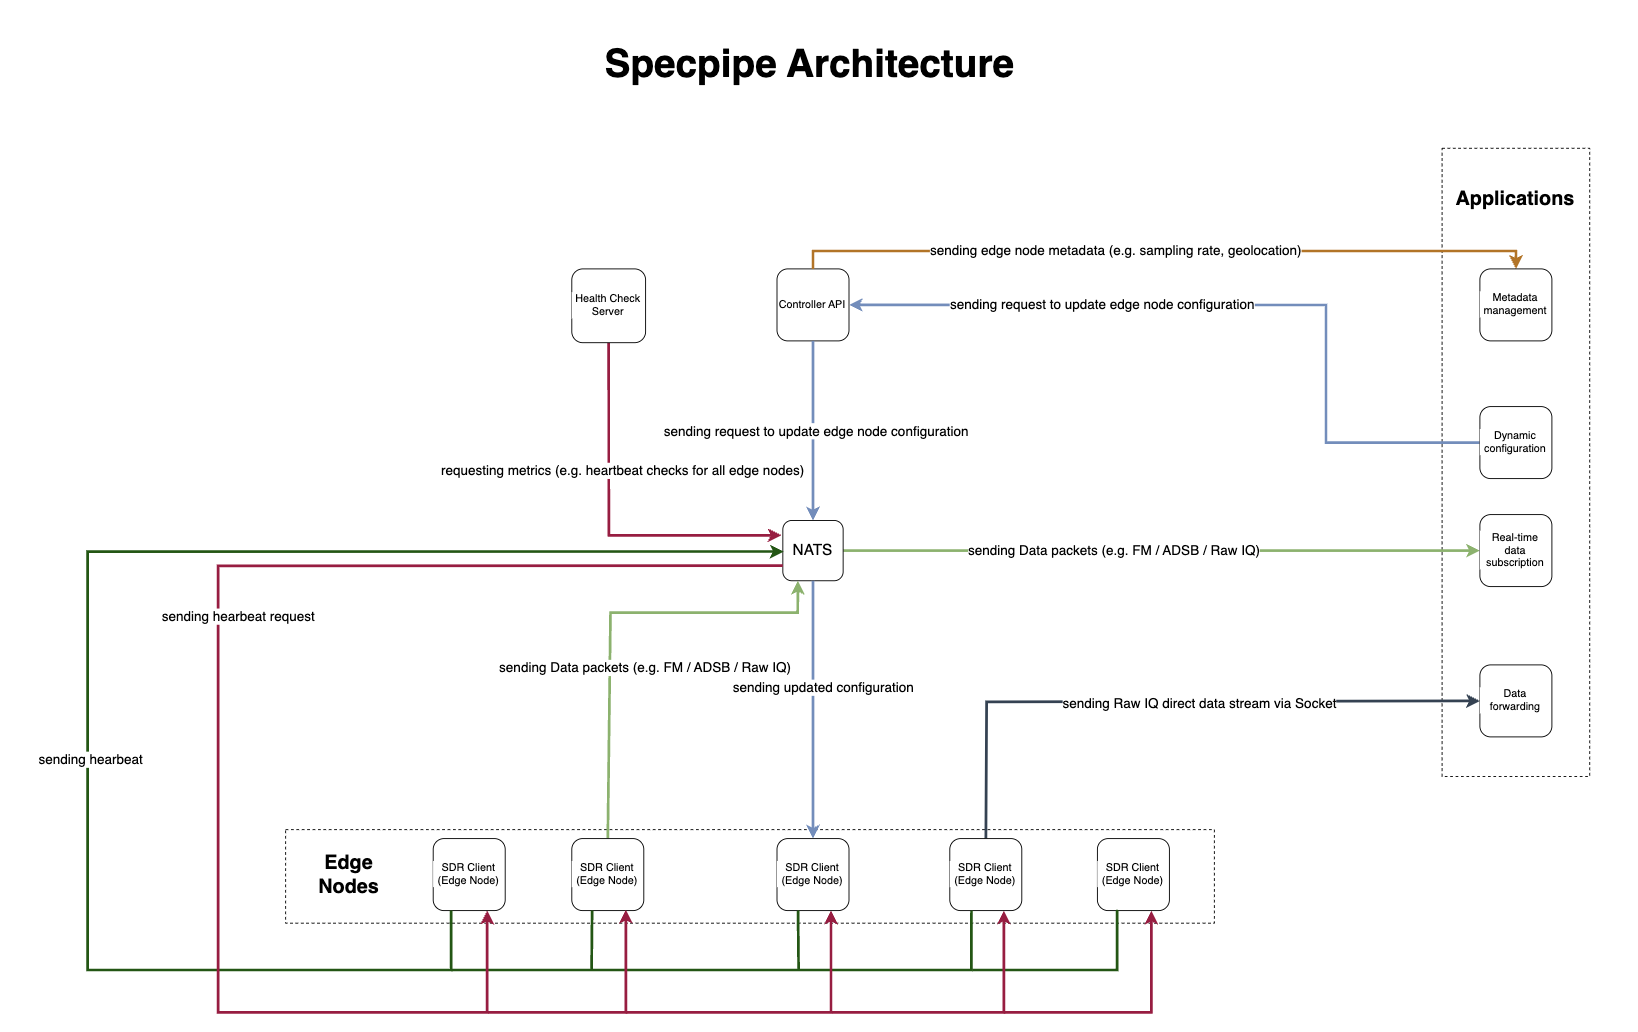 Specpipe Architecture
Applications
sending edge node metadata (e.g. sampling rate, geolocation)
Health Check
Server
Controller API
sending request to update edge node configuration
Metadata
management
sending request to update edge node configuration
Dynamic
configuration
requesting metrics (e.g. heartbeat checks for all edge nodes)
NATS
sending Data packets (e.g. FM / ADSB / Raw IQ)
Real-time
data
subscription
sending hearbeat request
sending Data packets (e.g. FM / ADSB / Raw IQ)
sending updated configuration
sending Raw IQ direct data stream via Socket
Data
forwarding
sending hearbeat
Edge
Nodes
SDR Client
(Edge Node)
SDR Client
(Edge Node)
SDR Client
(Edge Node)
SDR Client
(Edge Node)
SDR Client
(Edge Node)